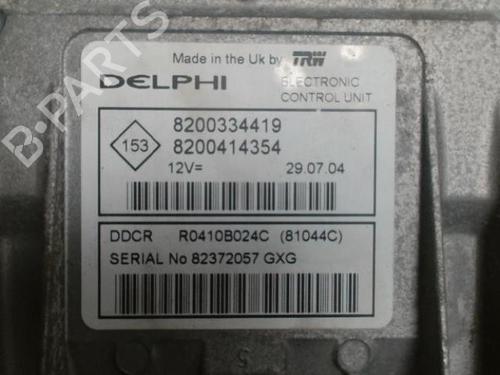 Made in the Uk by TRW
DELPHI
ELECTRONIC
CONTROL UNIT
153
8200334419
8200414354
12V=
29.07.04
DDCR R0410B024C (81044C)
SERIAL No 82372057 GXG
B-PARTS